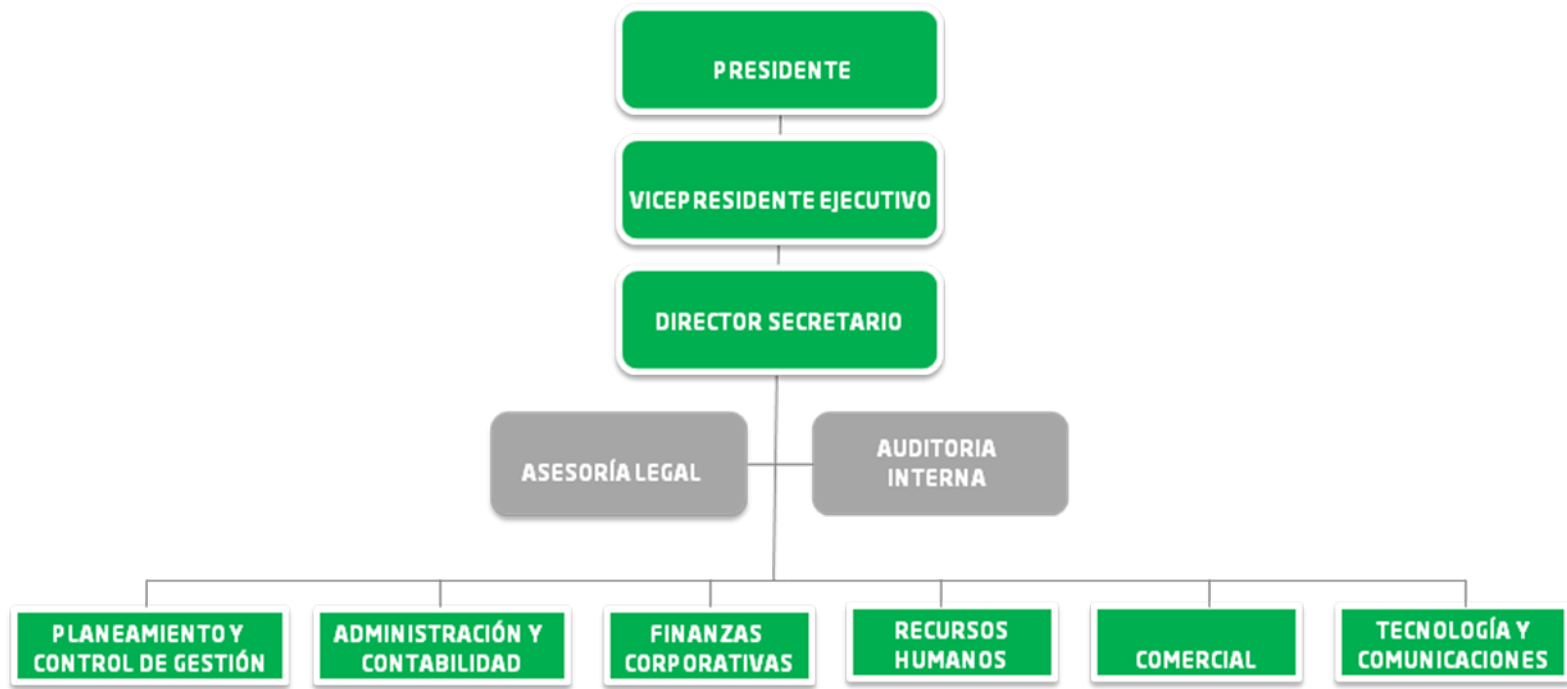 PRESIDENTE
VICEPRESIDENTE EJECUTIVO
DIRECTOR SECRETARIO
ASESORÍA LEGAL
AUDITORIA
INTERNA
PLANEAMIENTO Y
CONTROL DE GESTIÓN
ADMINISTRACIÓN Y
CONTABILIDAD
FINANZAS
CORPORATIVAS
RECURSOS
HUMANOS
COMERCIAL
TECNOLOGÍA Y
COMUNICACIONES